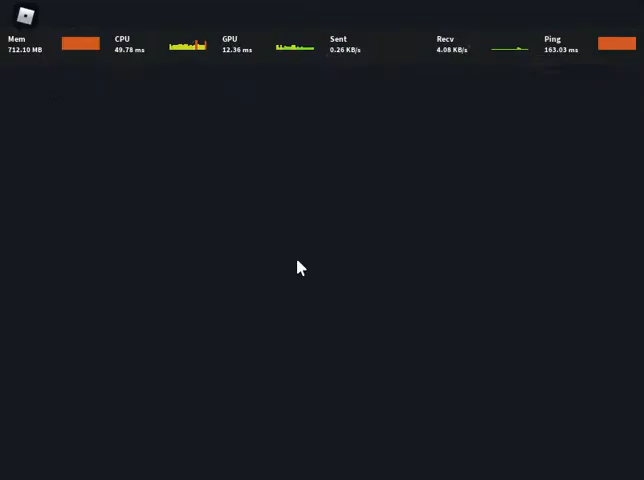 Mem CPU GPU Sent Recv Ping
712.10 MB 49.78 ms 12.36 ms 0.26 KB/s 4.08 KB/s 163.03 ms